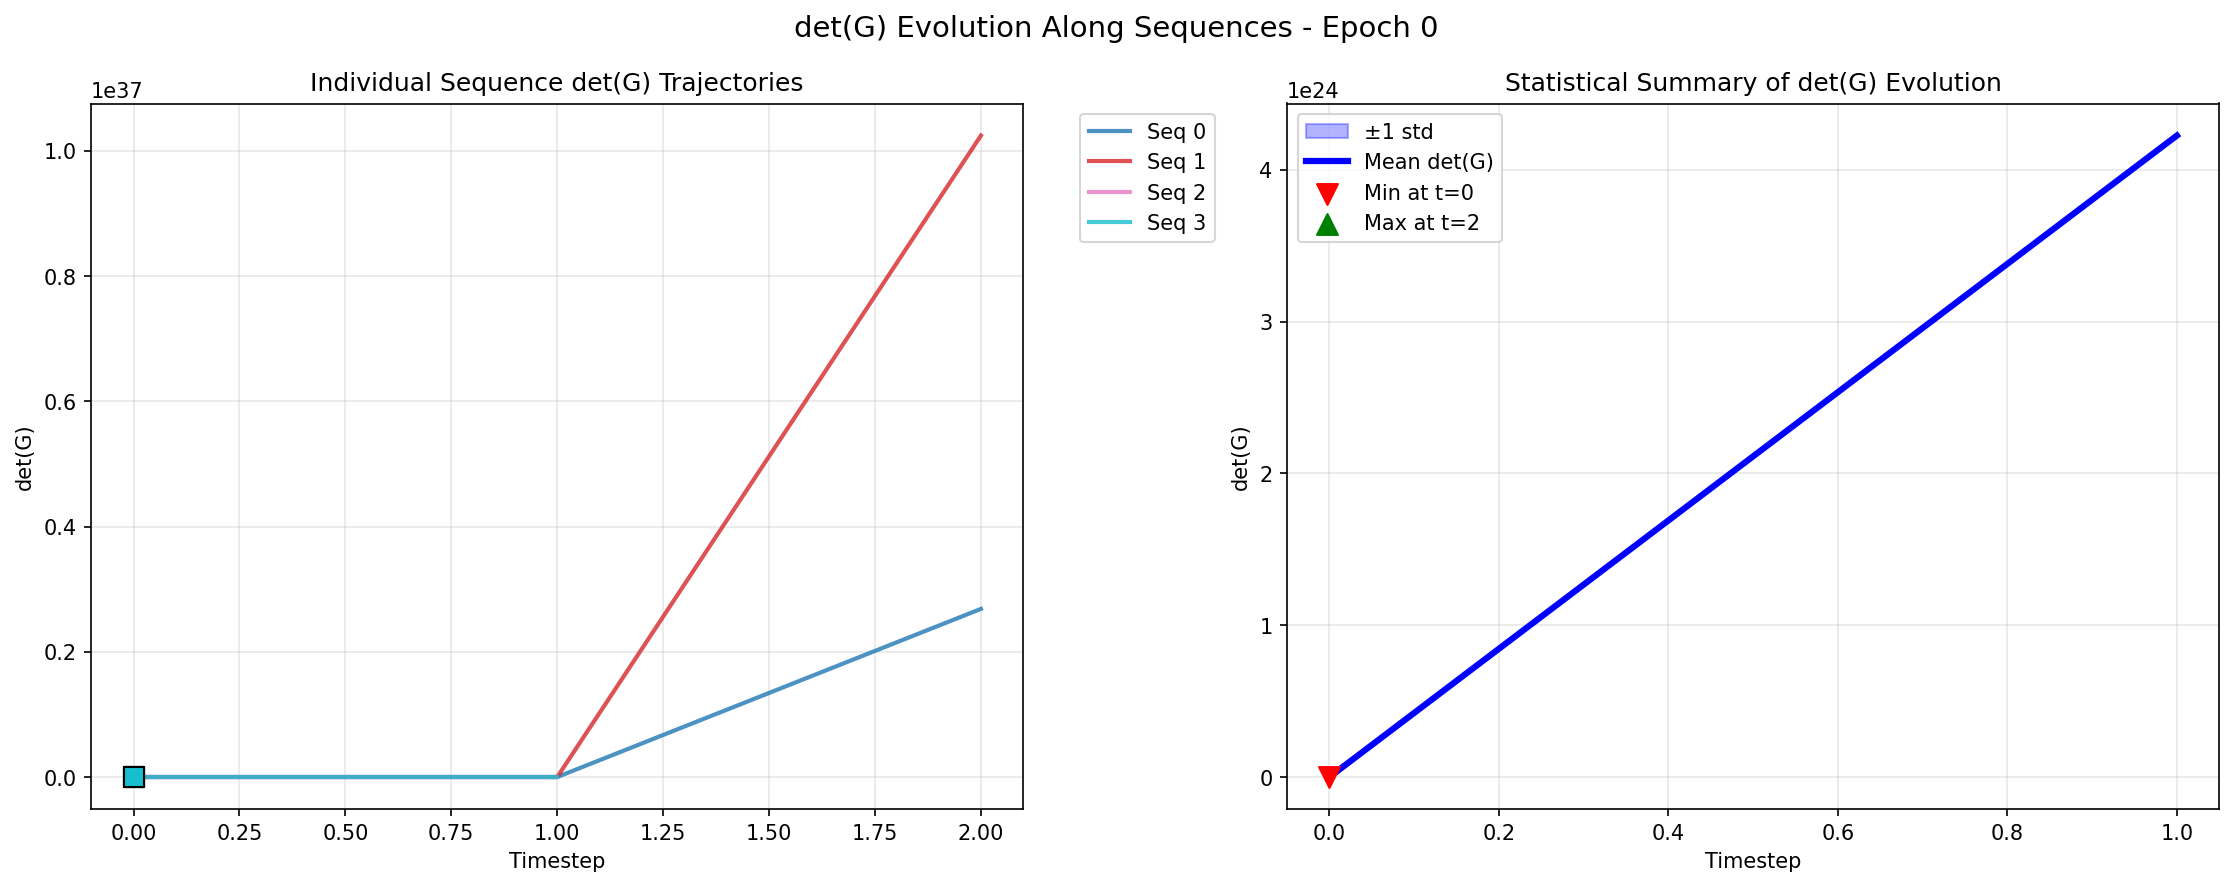 det(G) Evolution Along Sequences - Epoch 0
Individual Sequence det(G) Trajectories
1e37
1.0
0.8
0.6
0.4
0.2
0.0
det(G)
0.00 0.25 0.50 0.75 1.00 1.25 1.50 1.75 2.00
Timestep
Seq 0
Seq 1
Seq 2
Seq 3
Statistical Summary of det(G) Evolution
1e24
±1 std
Mean det(G)
Min at t=0
Max at t=2
4
3
2
1
0
det(G)
0.0 0.2 0.4 0.6 0.8 1.0
Timestep